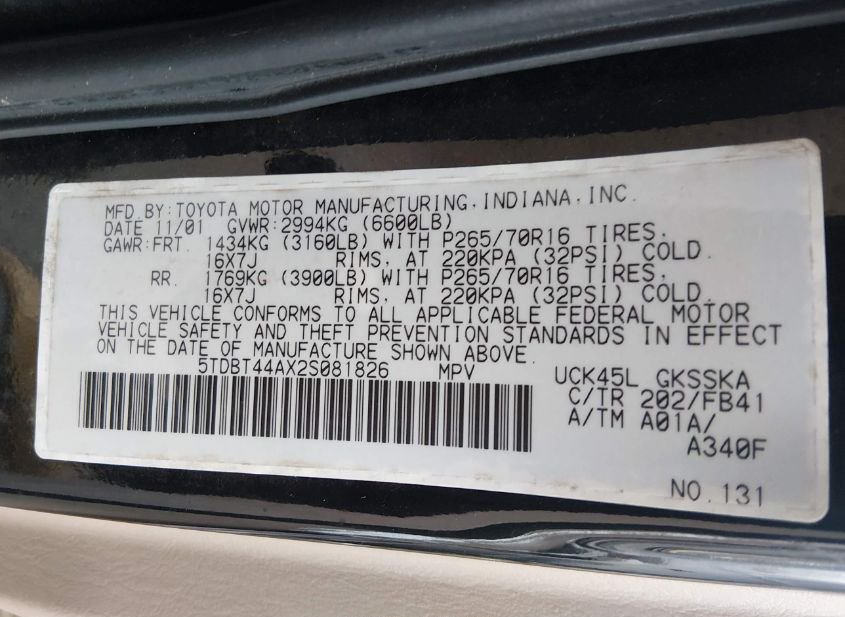 MFD.BY:TOYOTA MOTOR MANUFACTURING.INDIANA,INC.
DATE 11/01 GVWR:2994KG (6600LB)
GAWR:FRT. 1434KG (3160LB) WITH P265/70R16 TIRES.
16X7J RIMS, AT 220KPA (32PSI) COLD.
RR. 1769KG (3900LB) WITH P265/70R16 TIRES.
16X7J RIMS, AT 220KPA (32PSI) COLD.
THIS VEHICLE CONFORMS TO ALL APPLICABLE FEDERAL MOTOR
VEHICLE SAFETY AND THEFT PREVENTION STANDARDS IN EFFECT
ON THE DATE OF MANUFACTURE SHOWN ABOVE.
5TDBT44AX2S081826 MPV
UCK45L GKSSKA
C/TR 202/FB41
A/TM A01A/
A340F
NO.131